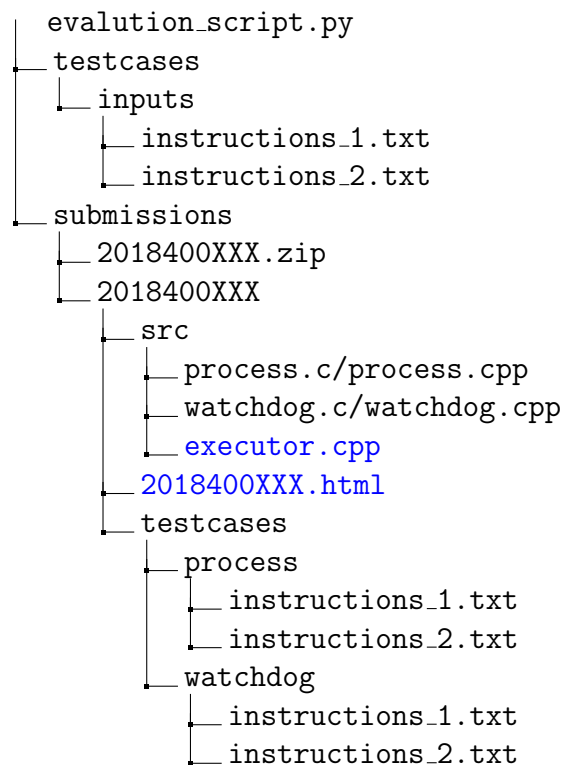 evalution_script.py
testcases
inputs
instructions_1.txt
instructions_2.txt
submissions
2018400XXX.zip
2018400XXX
src
process.c/process.cpp
watchdog.c/watchdog.cpp
executor.cpp
2018400XXX.html
testcases
process
instructions_1.txt
instructions_2.txt
watchdog
instructions_1.txt
instructions_2.txt